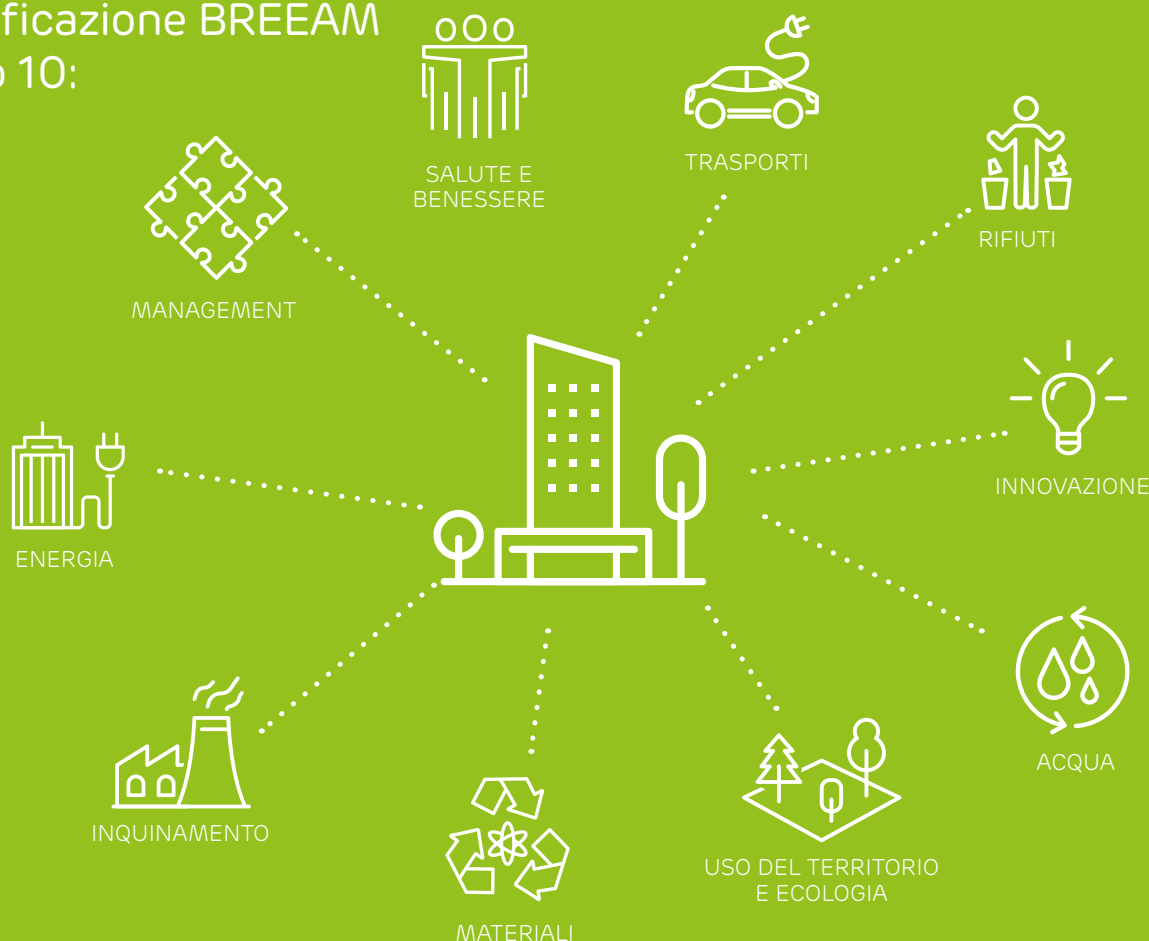 ficazione BREEAM
10:
SALUTE E
BENESSERE
TRASPORTI
RIFIUTI
MANAGEMENT
INNOVAZIONE
ENERGIA
ACQUA
INQUINAMENTO
USO DEL TERRITORIO
E ECOLOGIA
MATERIALI